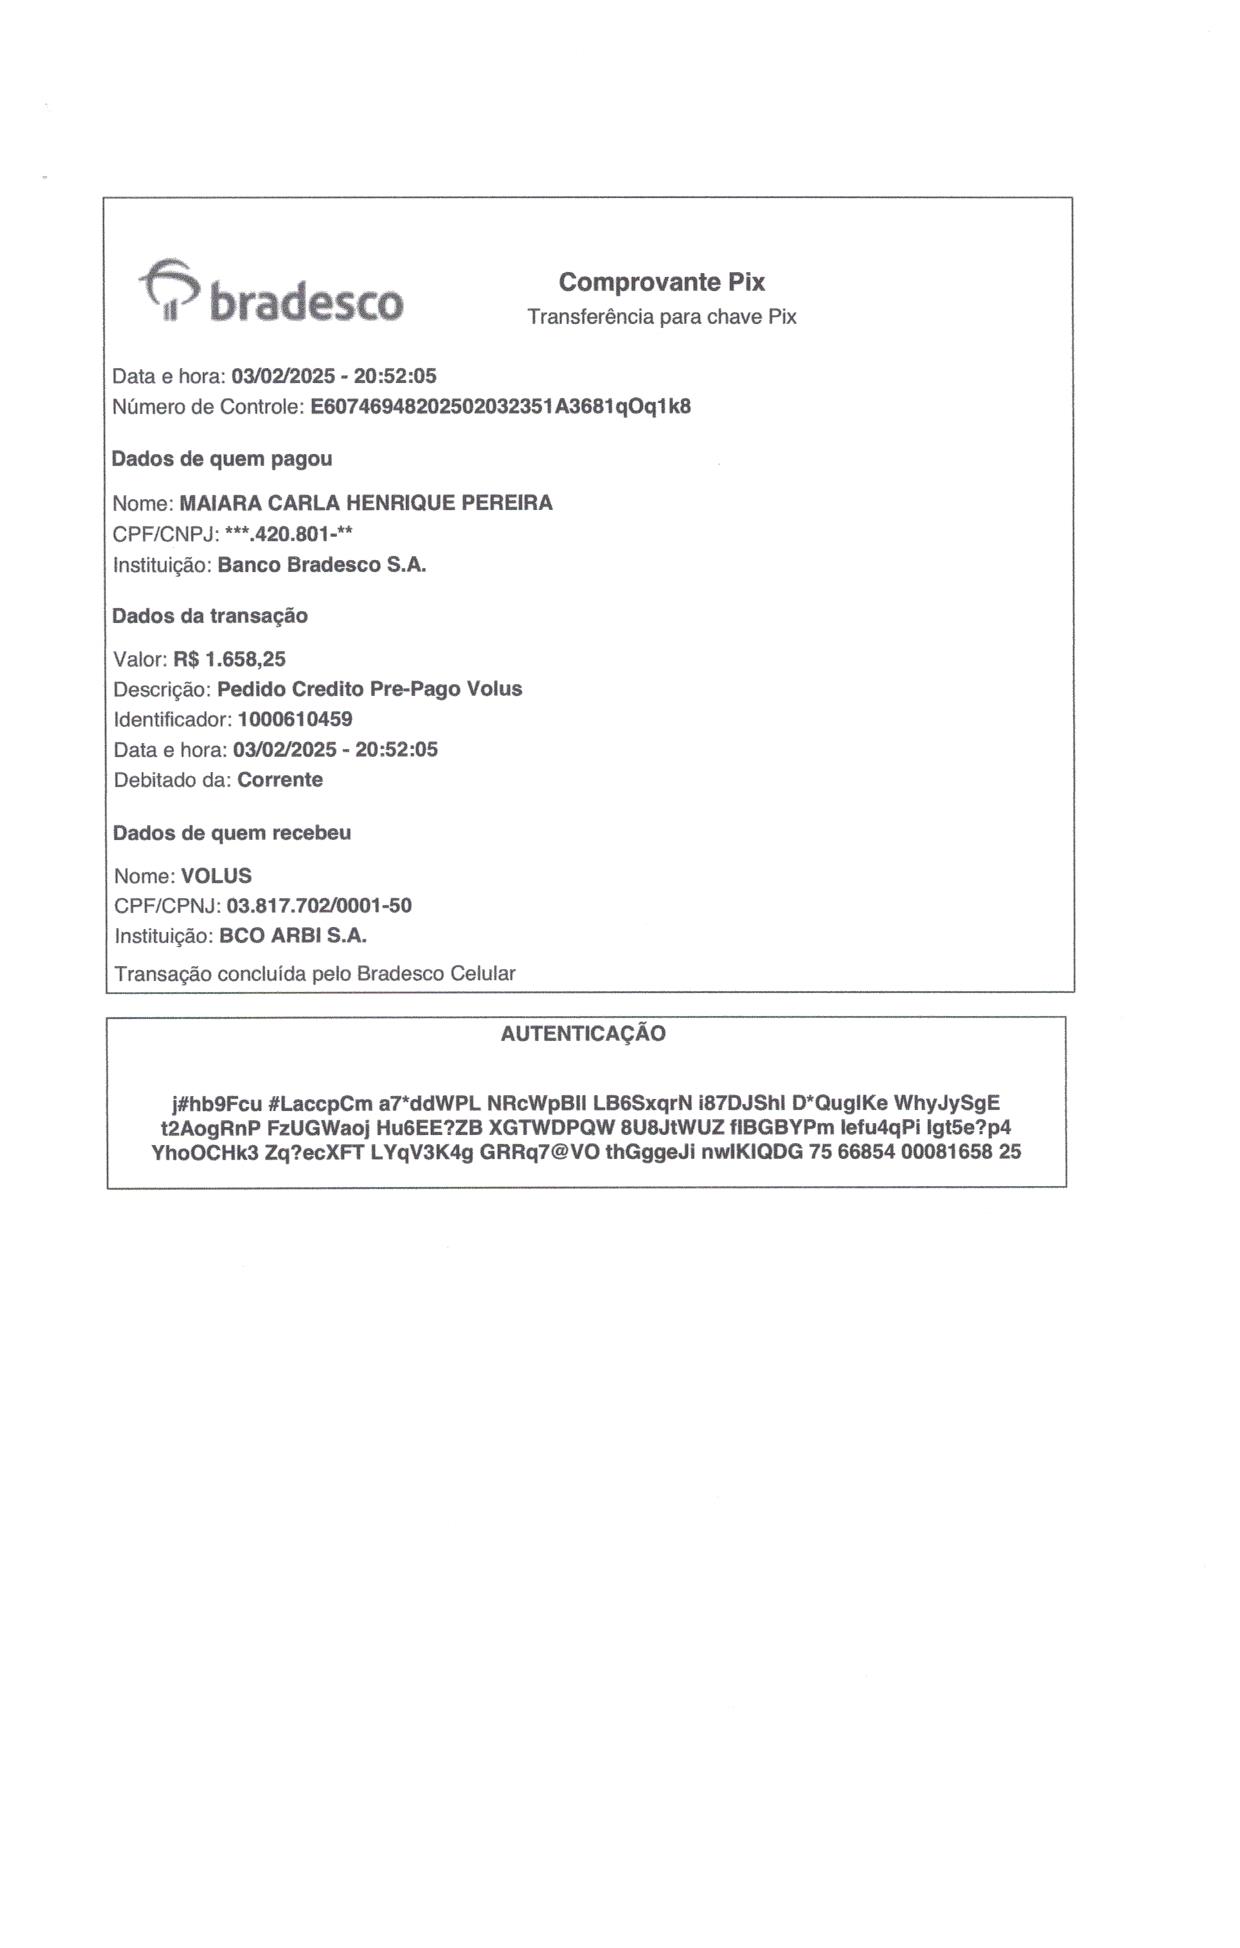 bradesco
Comprovante Pix
Transferência para chave Pix
Data e hora: 03/02/2025 - 20:52:05
Número de Controle: E60746948202502032351A3681qOq1k8
Dados de quem pagou
Nome: MAIARA CARLA HENRIQUE PEREIRA
CPF/CNPJ: ***.420.801-**
Instituição: Banco Bradesco S.A.
Dados da transação
Valor: R$ 1.658,25
Descrição: Pedido Credito Pre-Pago Volus
Identificador: 1000610459
Data e hora: 03/02/2025 - 20:52:05
Debitado da: Corrente
Dados de quem recebeu
Nome: VOLUS
CPF/CPNJ: 03.817.702/0001-50
Instituição: BCO ARBI S.A.
Transação concluída pelo Bradesco Celular
AUTENTICAÇÃO
j#hb9Fcu #LaccpCm a7*ddWPL NRcWpBIl LB6SxqrN i87DJShI D*QugIKe WhyJySgE
t2AogRnP FzUGWaoj Hu6EE?ZB XGTWDPQW 8U8JtWUZ fIBGBYPm lefu4qPi Igt5e?p4
YhoOCHk3 Zq?ecXFT LYqV3K4g GRRq7@VO thGggeJi nwIKIQDG 75 66854 00081658 25